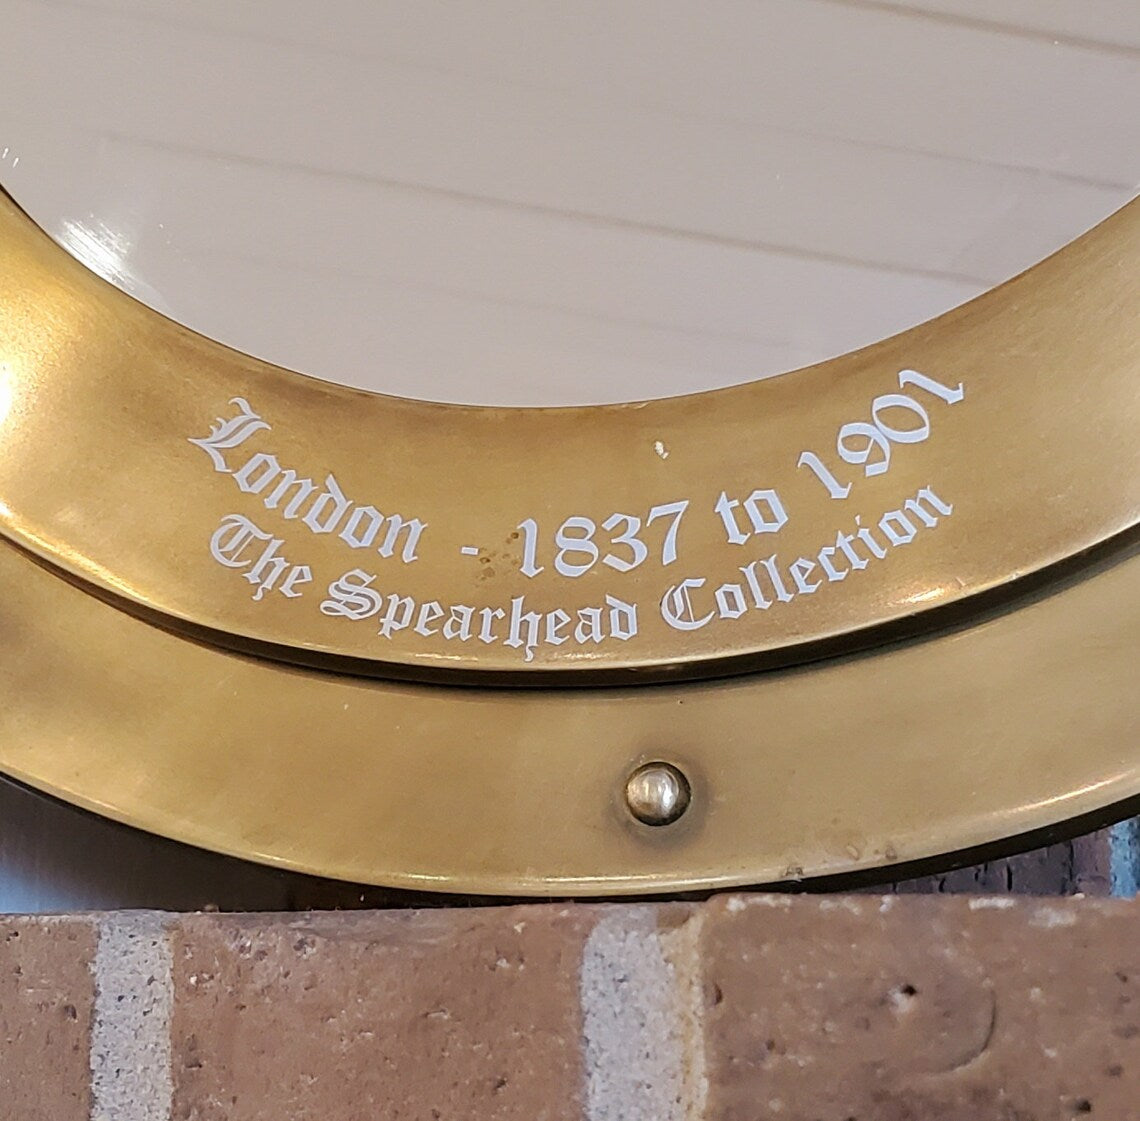 London - 1837 to 1901
The Spearhead Collection